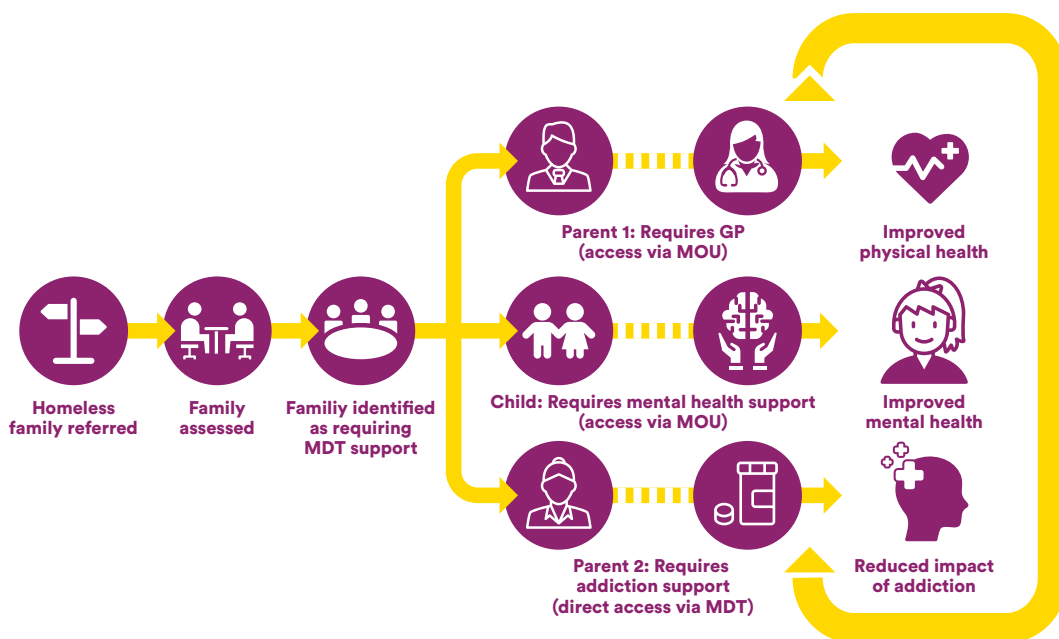 Homeless
family referred
Family
assessed
Familiy identified
as requiring
MDT support
Parent 1: Requires GP
(access via MOU)
Improved
physical health
Child: Requires mental health support
(access via MOU)
Improved
mental health
Parent 2: Requires
addiction support
(direct access via MDT)
Reduced impact
of addiction